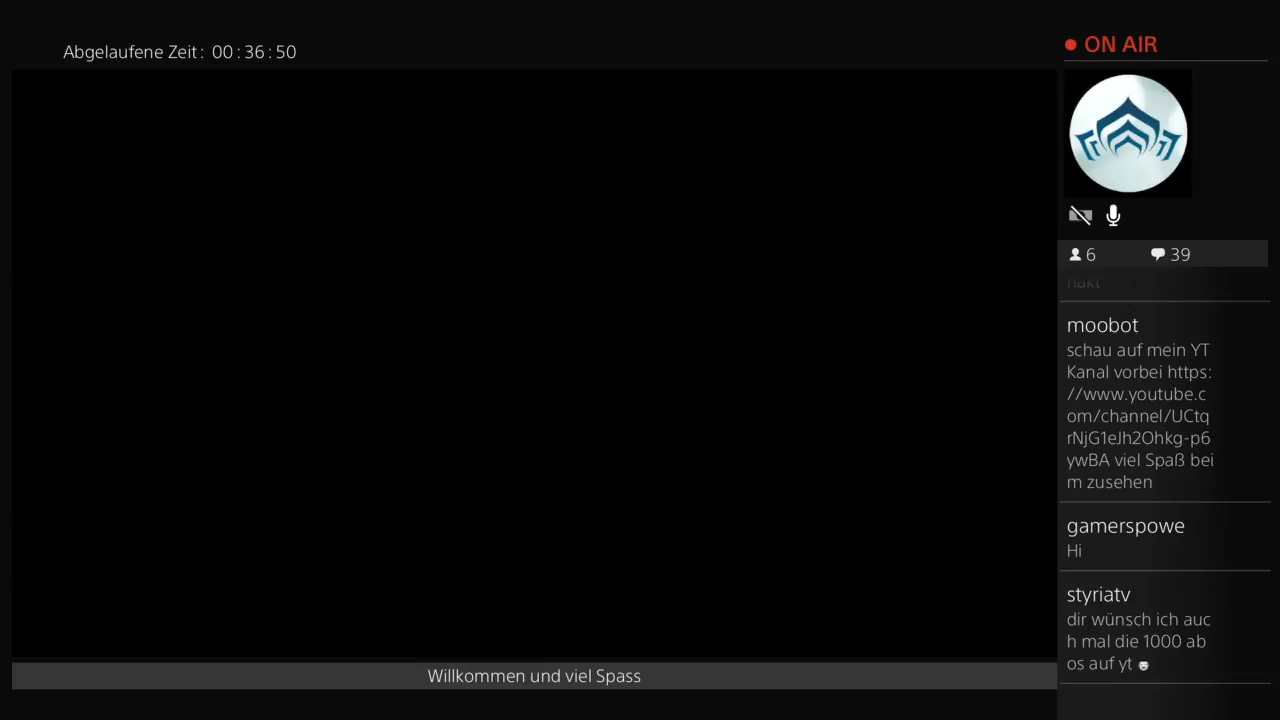 Abgelaufene Zeit: 00:36:50
ON AIR
6
39
moobot
schau auf mein YT
Kanal vorbei https:
//www.youtube.c
om/channel/UCtq
rNjG1eJh2Ohkg-p6
ywBA viel Spaß bei
m zusehen
gamerspowe
Hi
styriatv
dir wünsch ich auc
h mal die 1000 ab
os auf yt
Willkommen und viel Spass